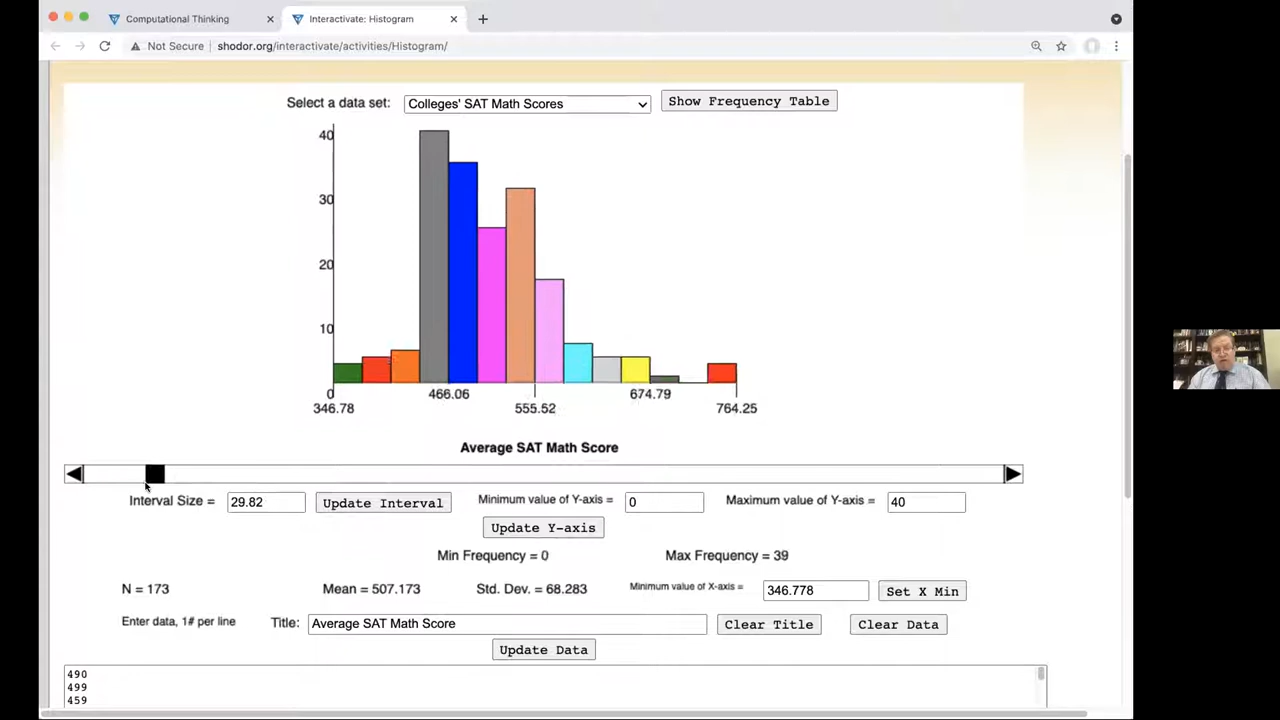 Computational Thinking
Interactivate: Histogram
Not Secure shodor.org/interactivate/activities/Histogram/
Select a data set: Colleges' SAT Math Scores Show Frequency Table
40
30
20
10
0
346.78 466.06 555.52 674.79 764.25
Average SAT Math Score
Interval Size = 29.82 Update Interval Minimum value of Y-axis = 0 Maximum value of Y-axis = 40
Update Y-axis
Min Frequency = 0 Max Frequency = 39
N = 173 Mean = 507.173 Std. Dev. = 68.283 Minimum value of X-axis = 346.778 Set X Min
Enter data, 1# per line Title: Average SAT Math Score Clear Title Clear Data
Update Data
490
499
459